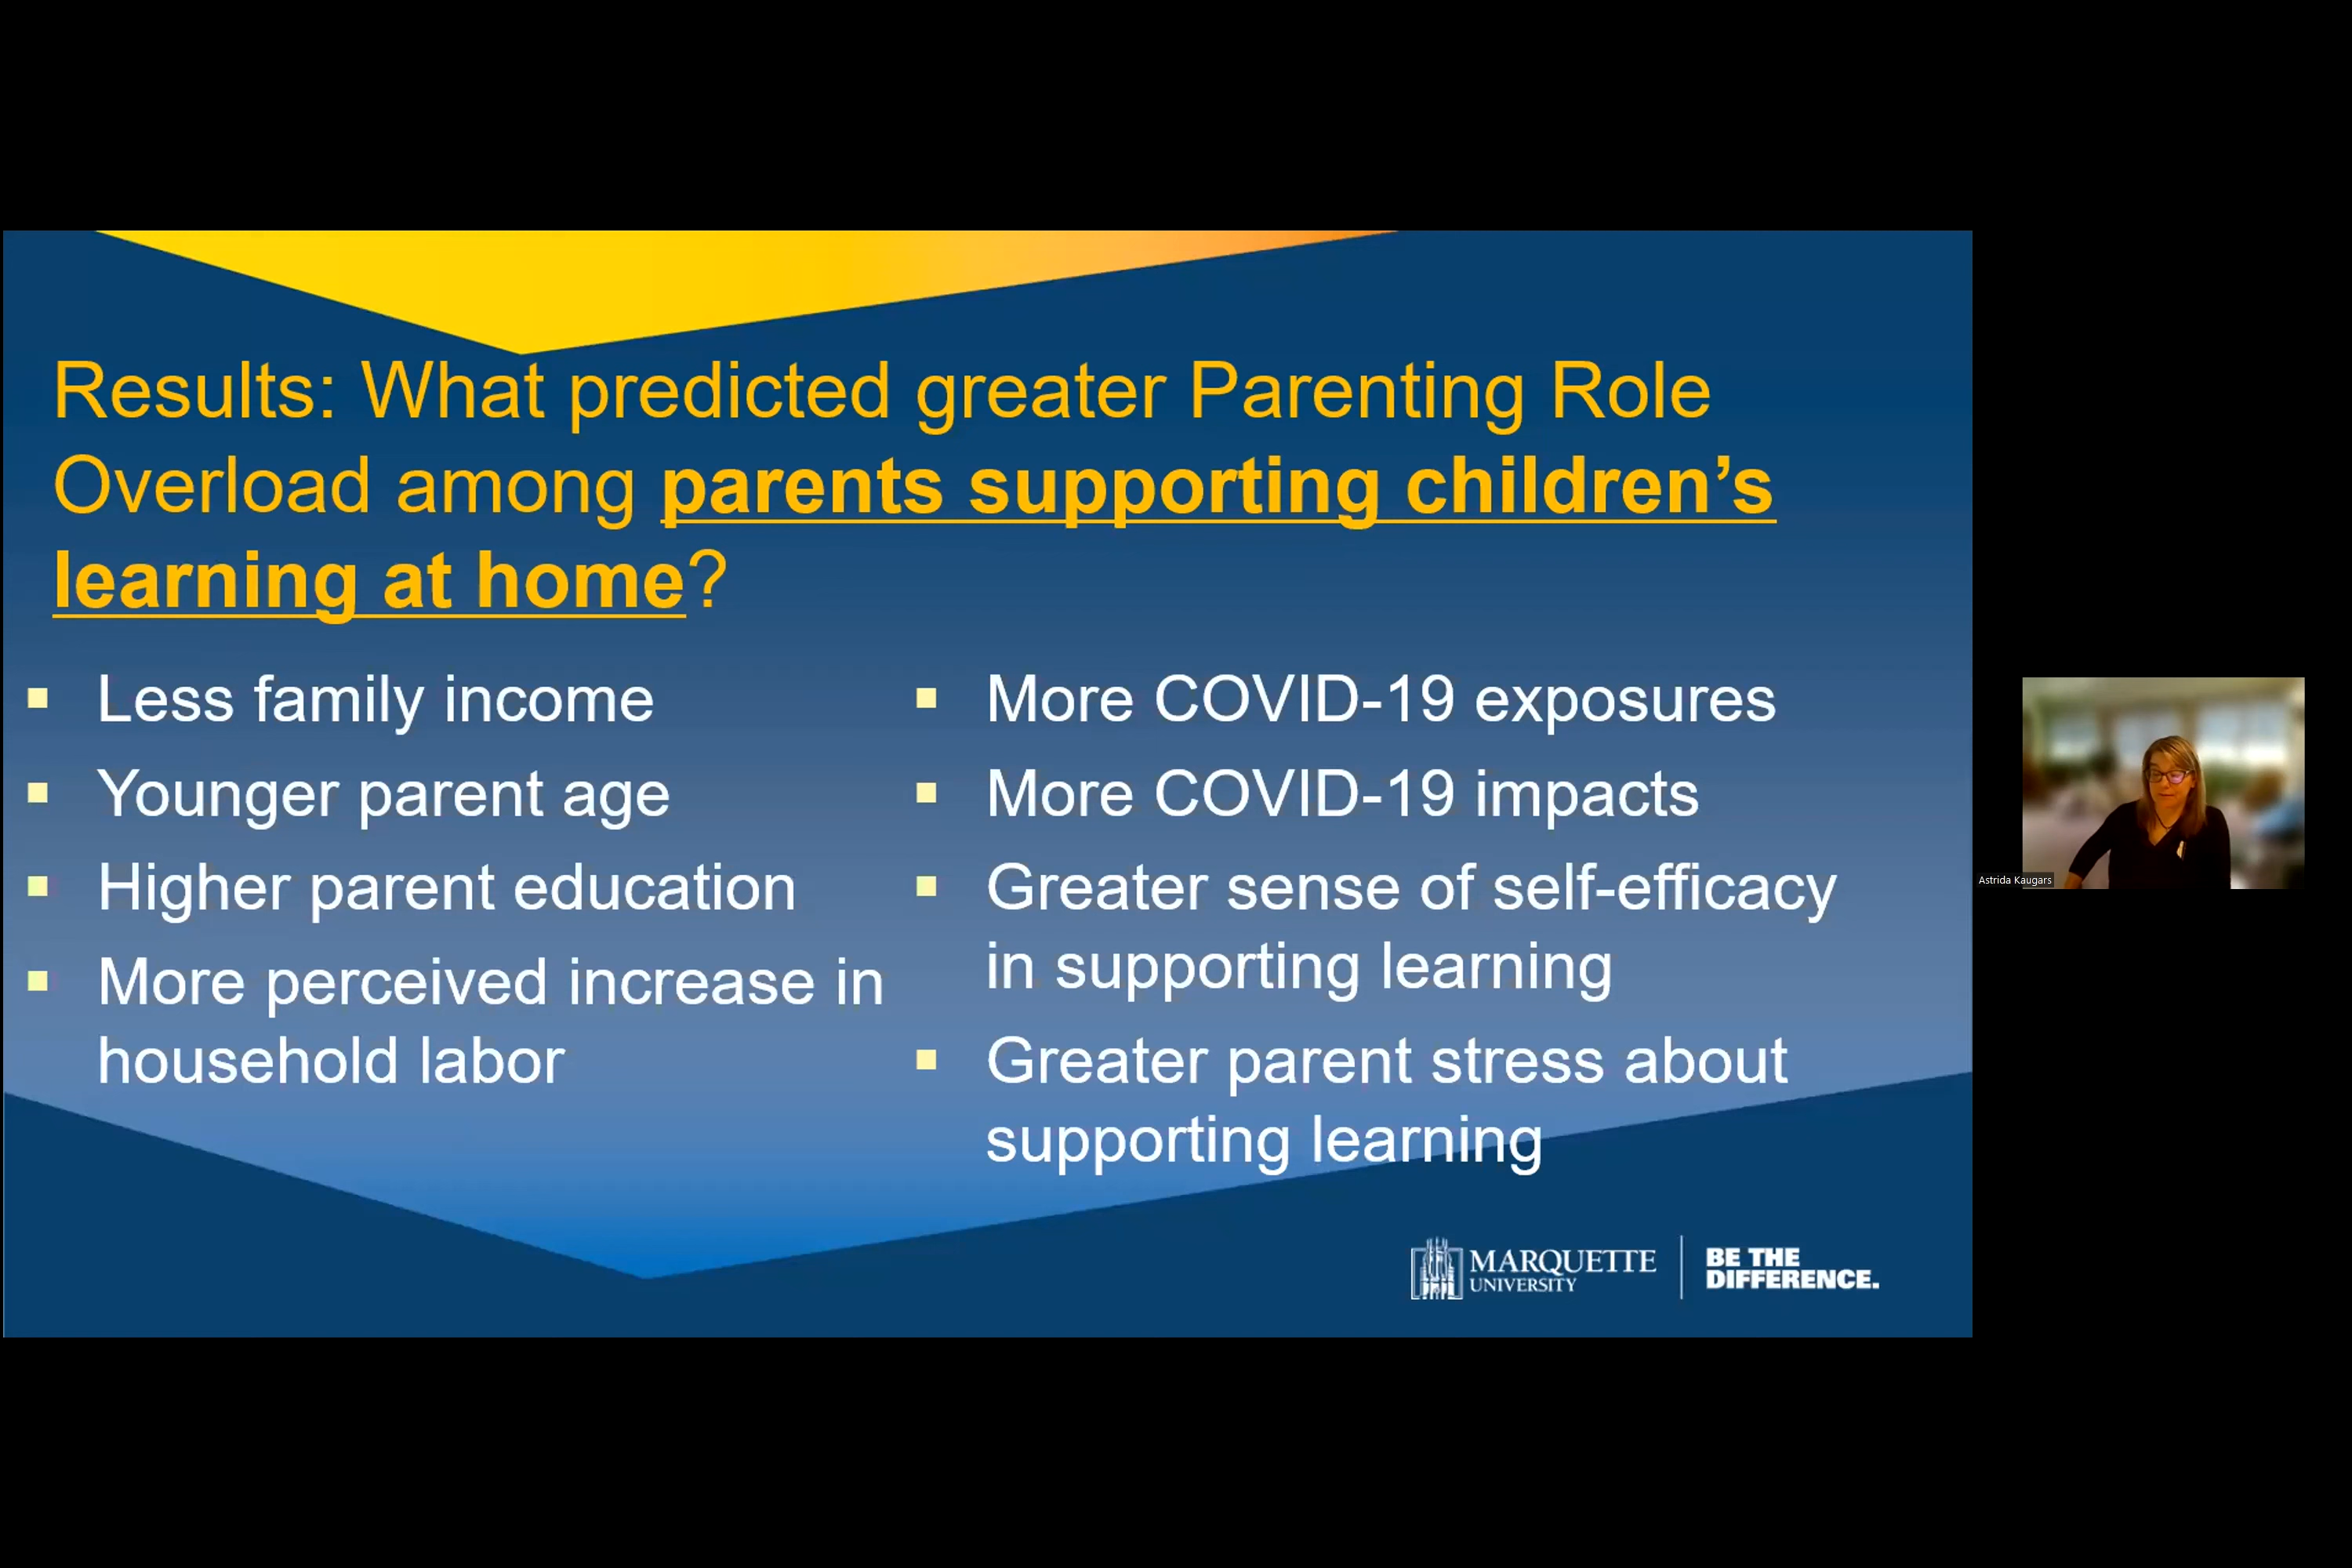 Results: What predicted greater Parenting Role
Overload among parents supporting children’s
learning at home?
▪ Less family income
▪ Younger parent age
▪ Higher parent education
▪ More perceived increase in
household labor
▪ More COVID-19 exposures
▪ More COVID-19 impacts
▪ Greater sense of self-efficacy
in supporting learning
▪ Greater parent stress about
supporting learning
MARQUETTE
UNIVERSITY
BE THE
DIFFERENCE.
Astrida Kaugars